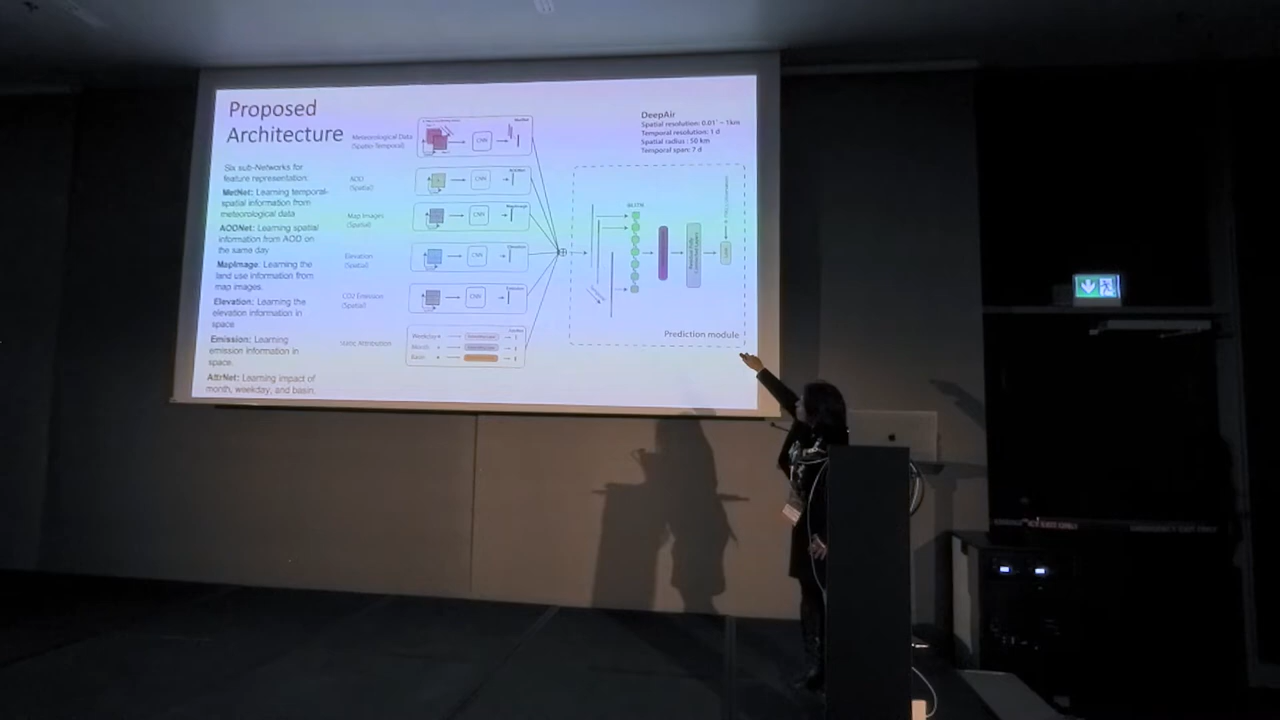 Proposed
Architecture
Six sub-Networks for
feature representation:
MetNet: Learning temporal-
spatial information from
meteorological data
AODNet: Learning spatial
information from AOD on
the same day
MapImage: Learning the
land use information from
map images.
Elevation: Learning the
elevation information in
space
Emission: Learning
emission information in
space.
AttrNet: Learning impact of
month, weekday, and basin.
Meteorological Data
(Spatio-Temporal)
CNN
MetNet
AOD
(Spatial)
CNN
AODNet
Map Images
(Spatial)
CNN
MapImage
Elevation
(Spatial)
CNN
Elevation
CO2 Emission
(Spatial)
CNN
Emission
Static Attribution
Weekday
Month
Basin
DeepAir
Spatial resolution: 0.01° ~ 1km
Temporal resolution: 1 d
Spatial radius : 50 km
Temporal span: 7 d
Prediction module